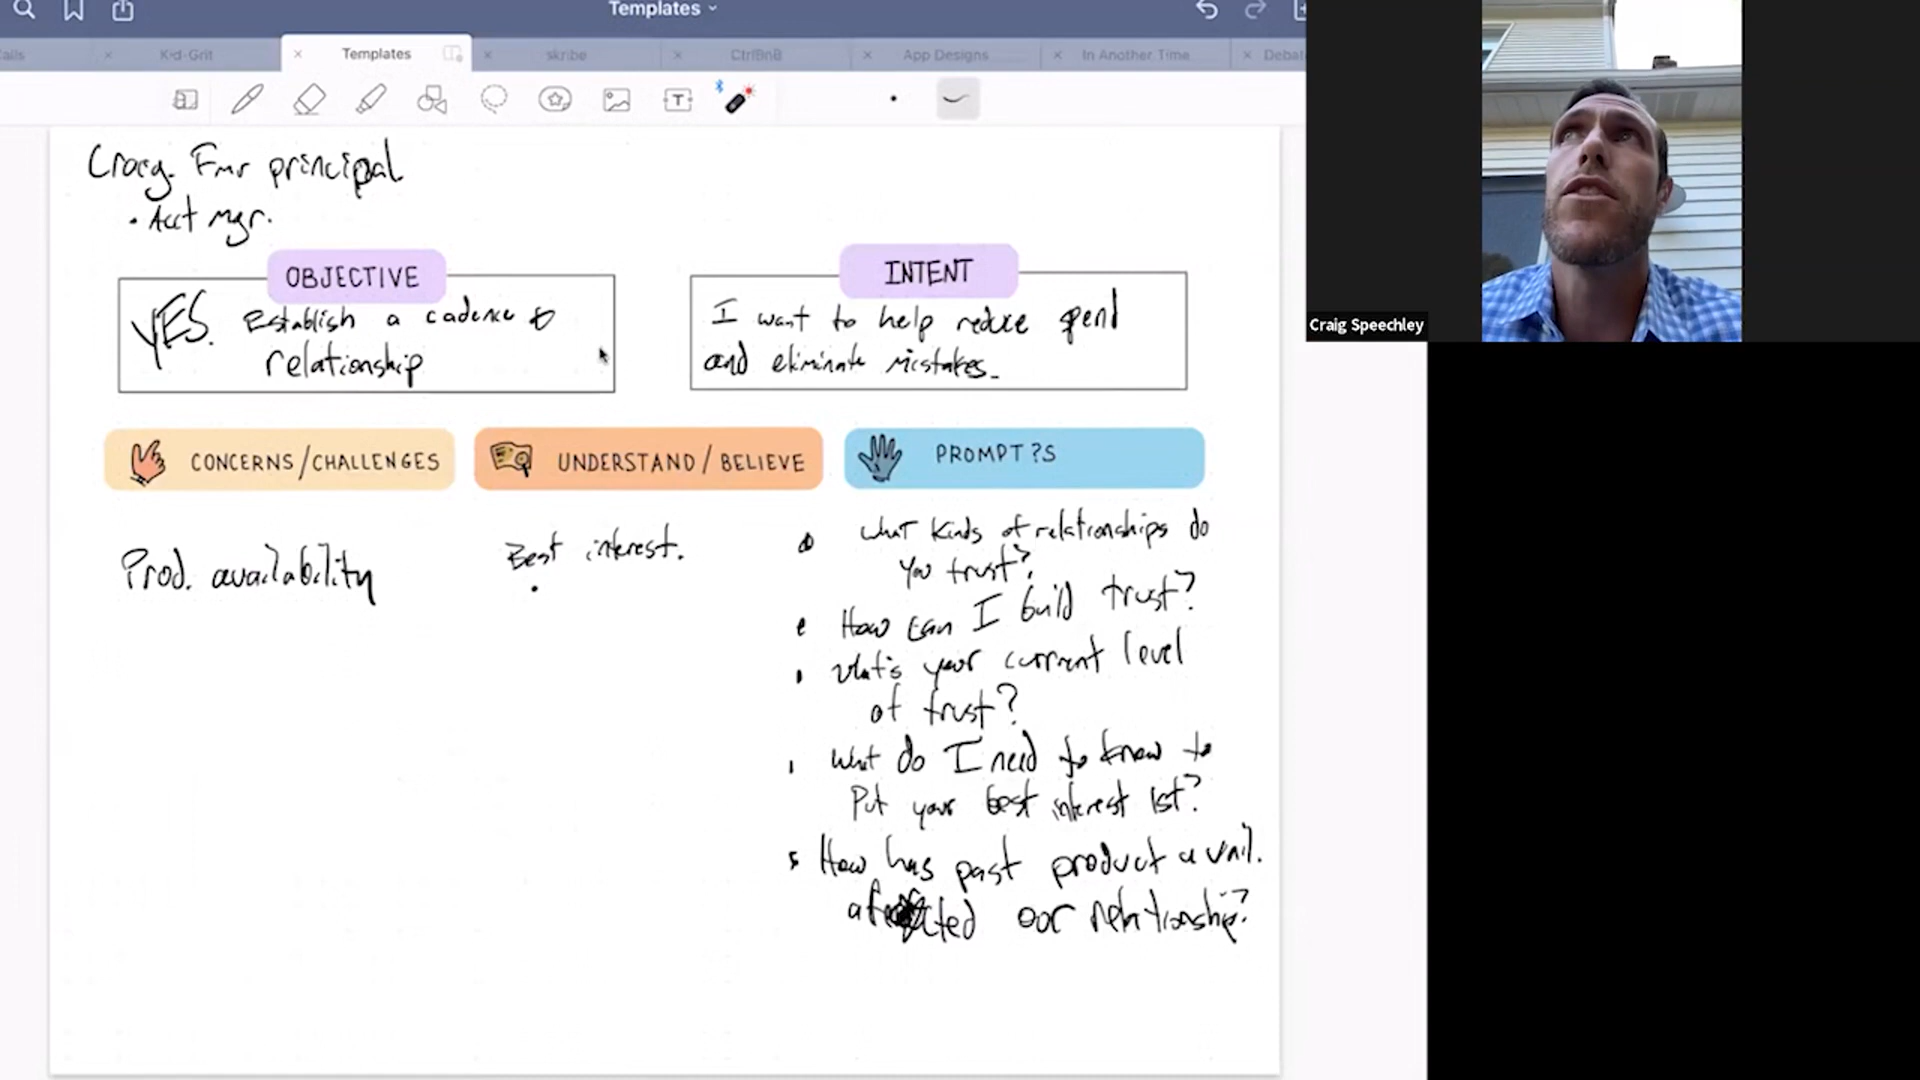 Templates
calls
Kid-Grit
Templates
skribe
CtrlBnB
App Designs
In Another Time
Debat
T
Craig. Fmr principal
• Acct Mgr.
OBJECTIVE
YES. Establish a cadence &
relationship
INTENT
I want to help reduce spend
and eliminate mistakes.
CONCERNS/CHALLENGES
Prod. availability
UNDERSTAND/BELIEVE
Best interest.
•
PROMPT?S
• What kinds of relationships do
you trust?
• How can I build trust?
• What's your current level
of trust?
• What do I need to know to
Put your best interest 1st?
• How has past product avail.
affected our relationship?
Craig Speechley